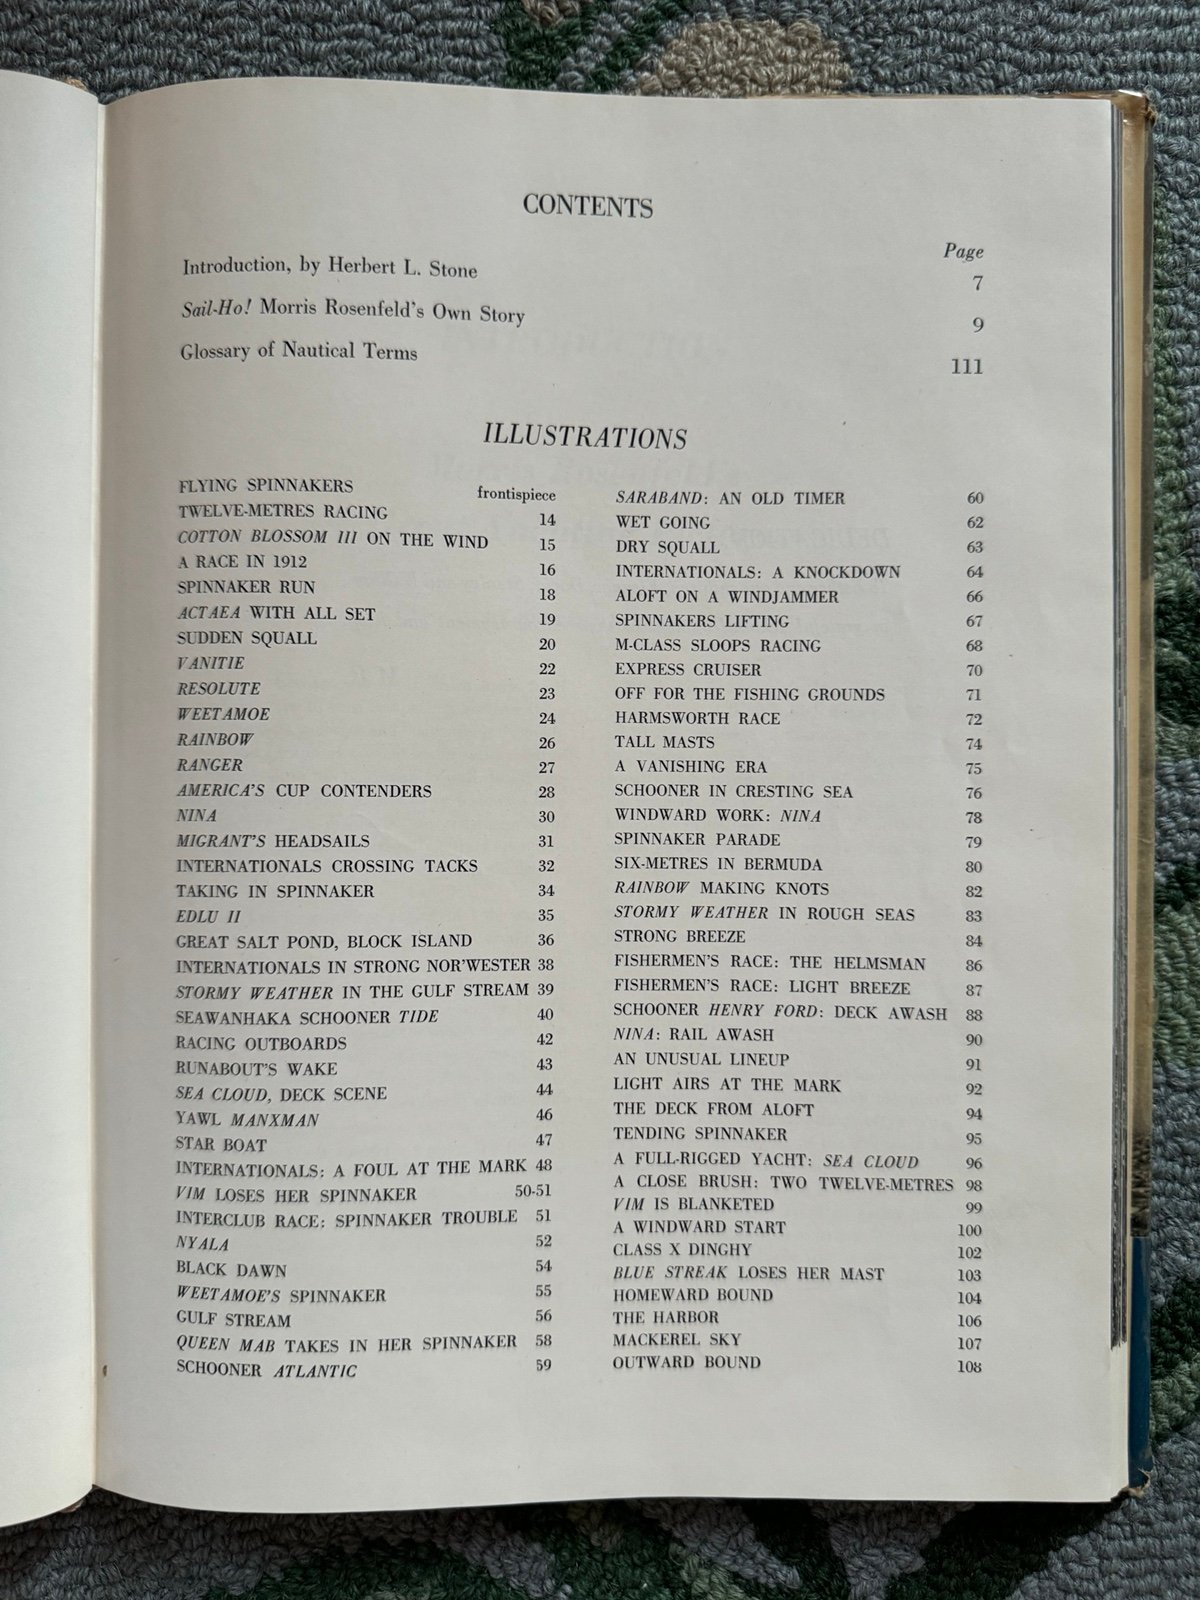 CONTENTS
Page
Introduction, by Herbert L. Stone 7
Sail-Ho! Morris Rosenfeld's Own Story 9
Glossary of Nautical Terms 111
ILLUSTRATIONS
FLYING SPINNAKERS frontispiece
TWELVE-METRES RACING 14
COTTON BLOSSOM III ON THE WIND 15
A RACE IN 1912 16
SPINNAKER RUN 18
ACTAEA WITH ALL SET 19
SUDDEN SQUALL 20
VANITIE 22
RESOLUTE 23
WEETAMOE 24
RAINBOW 26
RANGER 27
AMERICA'S CUP CONTENDERS 28
NINA 30
MIGRANT'S HEADSAILS 31
INTERNATIONALS CROSSING TACKS 32
TAKING IN SPINNAKER 34
EDLU II 35
GREAT SALT POND, BLOCK ISLAND 36
INTERNATIONALS IN STRONG NOR'WESTER 38
STORMY WEATHER IN THE GULF STREAM 39
SEAWANHAKA SCHOONER TIDE 40
RACING OUTBOARDS 42
RUNABOUT'S WAKE 43
SEA CLOUD, DECK SCENE 44
YAWL MANXMAN 46
STAR BOAT 47
INTERNATIONALS: A FOUL AT THE MARK 48
VIM LOSES HER SPINNAKER 50-51
INTERCLUB RACE: SPINNAKER TROUBLE 51
NYALA 52
BLACK DAWN 54
WEETAMOE'S SPINNAKER 55
GULF STREAM 56
QUEEN MAB TAKES IN HER SPINNAKER 58
SCHOONER ATLANTIC 59
SARABAND: AN OLD TIMER 60
WET GOING 62
DRY SQUALL 63
INTERNATIONALS: A KNOCKDOWN 64
ALOFT ON A WINDJAMMER 66
SPINNAKERS LIFTING 67
M-CLASS SLOOPS RACING 68
EXPRESS CRUISER 70
OFF FOR THE FISHING GROUNDS 71
HARMSWORTH RACE 72
TALL MASTS 74
A VANISHING ERA 75
SCHOONER IN CRESTING SEA 76
WINDWARD WORK: NINA 78
SPINNAKER PARADE 79
SIX-METRES IN BERMUDA 80
RAINBOW MAKING KNOTS 82
STORMY WEATHER IN ROUGH SEAS 83
STRONG BREEZE 84
FISHERMEN'S RACE: THE HELMSMAN 86
FISHERMEN'S RACE: LIGHT BREEZE 87
SCHOONER HENRY FORD: DECK AWASH 88
NINA: RAIL AWASH 90
AN UNUSUAL LINEUP 91
LIGHT AIRS AT THE MARK 92
THE DECK FROM ALOFT 94
TENDING SPINNAKER 95
A FULL-RIGGED YACHT: SEA CLOUD 96
A CLOSE BRUSH: TWO TWELVE-METRES 98
VIM IS BLANKETED 99
A WINDWARD START 100
CLASS X DINGHY 102
BLUE STREAK LOSES HER MAST 103
HOMEWARD BOUND 104
THE HARBOR 106
MACKEREL SKY 107
OUTWARD BOUND 108